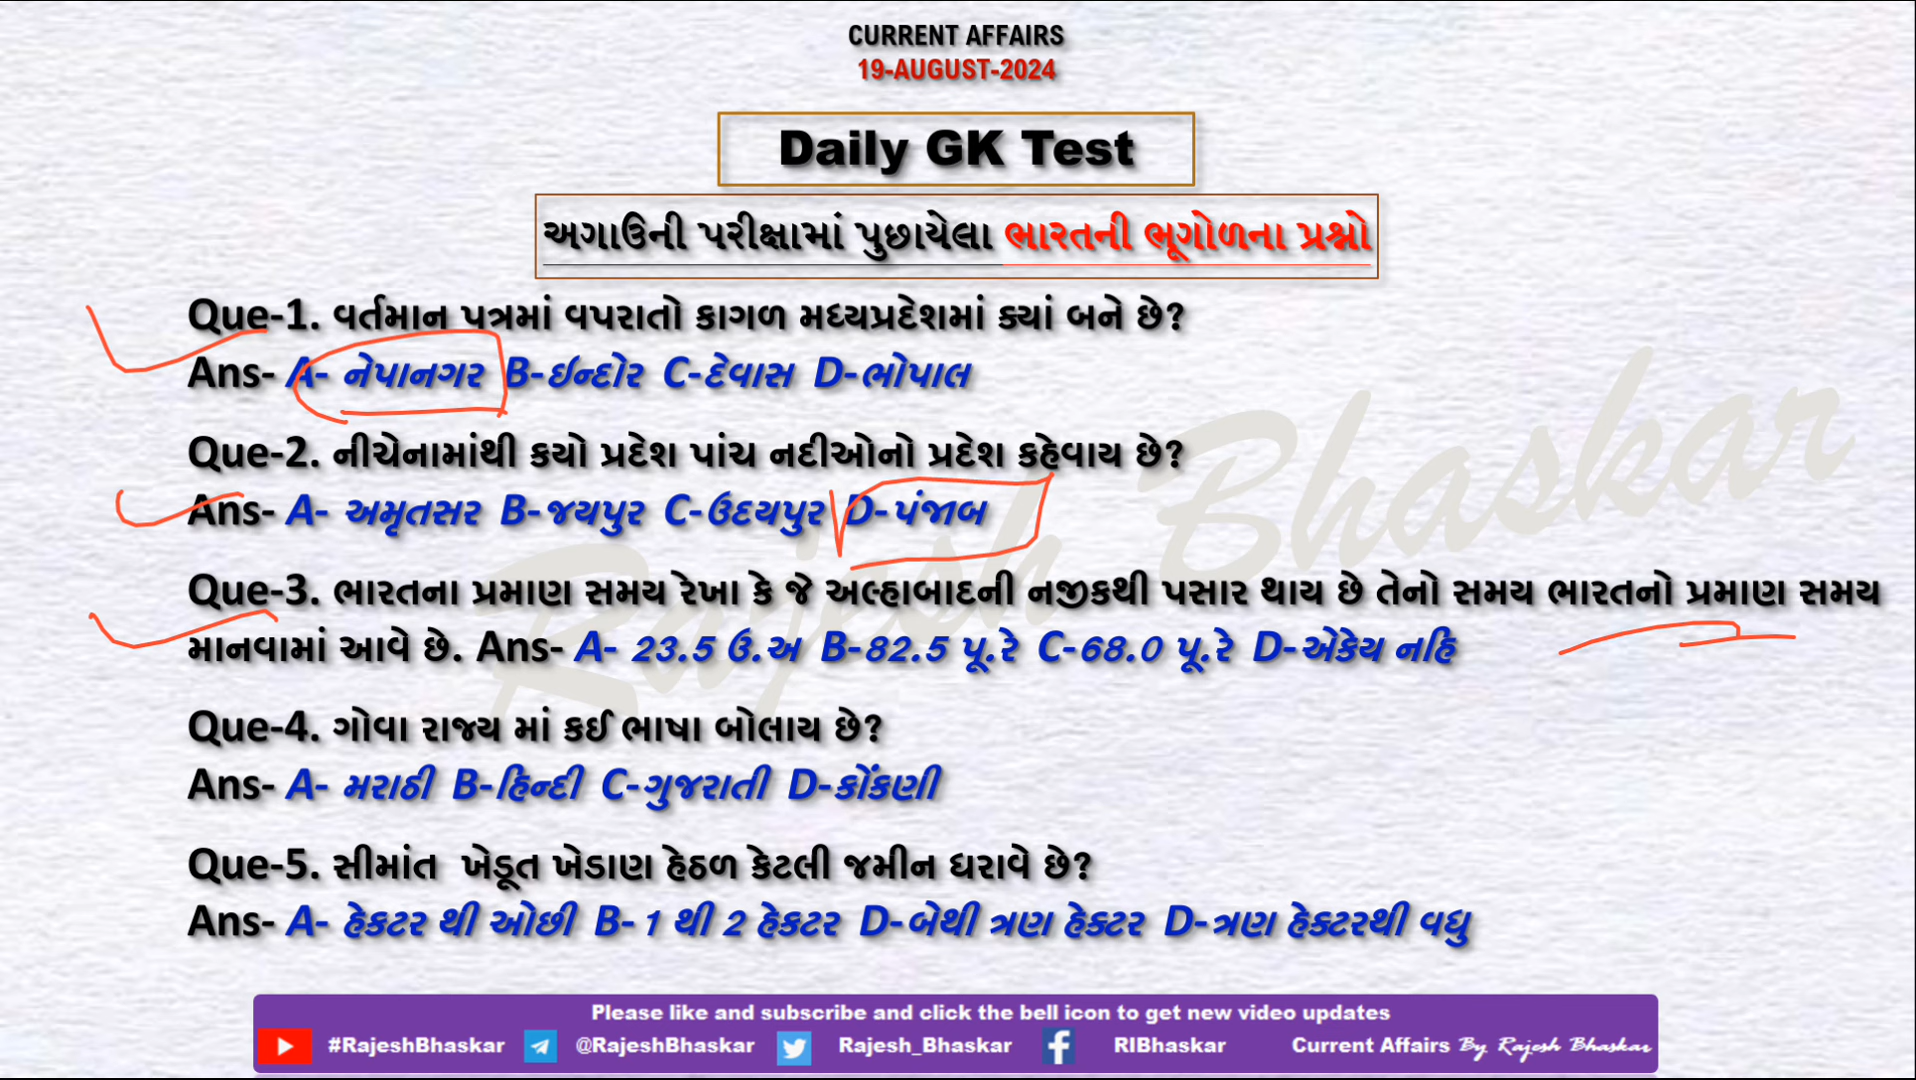 CURRENT AFFAIRS
19-AUGUST-2024
Daily GK Test
અગાઉની પરીક્ષામાં પુછાયેલા ભારતની ભૂગોળના પ્રશ્નો
Que-1. વર્તમાન પત્રમાં વપરાતો કાગળ મધ્યપ્રદેશમાં ક્યાં બને છે?
Ans- A- નેપાનગર B-ઈન્દોર C-દેવાસ D-ભોપાલ
Que-2. નીચેનામાંથી કયો પ્રદેશ પાંચ નદીઓનો પ્રદેશ કહેવાય છે?
Ans- A- અમૃતસર B-જયપુર C-ઉદયપુર D-પંજાબ
Que-3. ભારતના પ્રમાણ સમય રેખા કે જે અલ્હાબાદની નજીકથી પસાર થાય છે તેનો સમય ભારતનો પ્રમાણ સમય
માનવામાં આવે છે. Ans- A- 23.5 ઉ.અ B-82.5 પૂ.રે C-68.0 પૂ.રે D-એકેય નહિ
Que-4. ગોવા રાજ્ય માં કઈ ભાષા બોલાય છે?
Ans- A- મરાઠી B-હિન્દી C-ગુજરાતી D-કોંકણી
Que-5. સીમાંત ખેડૂત ખેડાણ હેઠળ કેટલી જમીન ધરાવે છે?
Ans- A- હેકટર થી ઓછી B- 1 થી 2 હેકટર D-બેથી ત્રણ હેક્ટર D-ત્રણ હેક્ટરથી વધુ
Rajesh Bhaskar
Please like and subscribe and click the bell icon to get new video updates
#RajeshBhaskar @RajeshBhaskar Rajesh_Bhaskar RIBhaskar Current Affairs By Rajesh Bhaskar